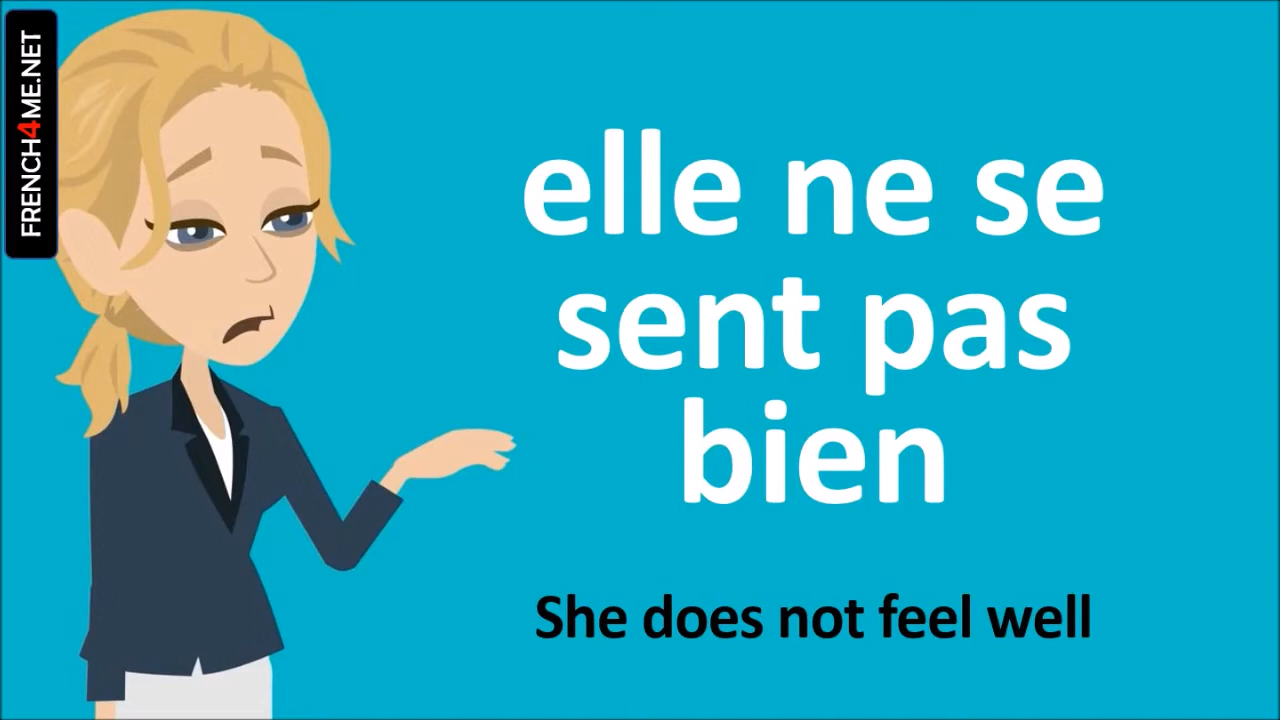 FRENCH4ME.NET
elle ne se
sent pas
bien
She does not feel well